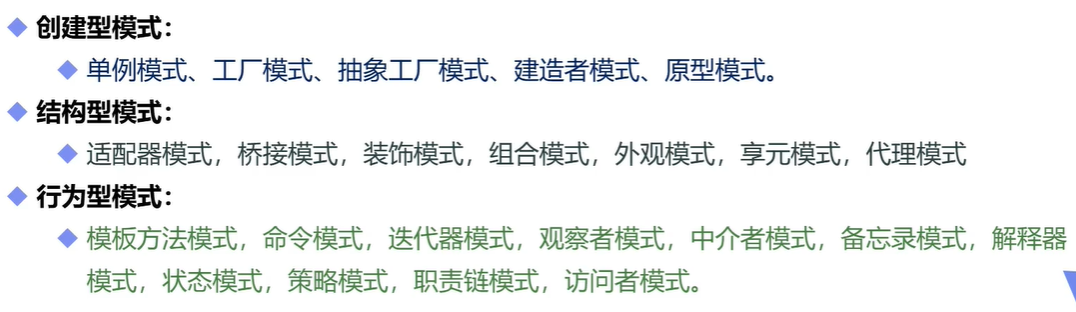 创建型模式：
单例模式、工厂模式、抽象工厂模式、建造者模式、原型模式。
结构型模式：
适配器模式，桥接模式，装饰模式，组合模式，外观模式，享元模式，代理模式
行为型模式：
模板方法模式，命令模式，迭代器模式，观察者模式，中介者模式，备忘录模式，解释器
模式，状态模式，策略模式，职责链模式，访问者模式。